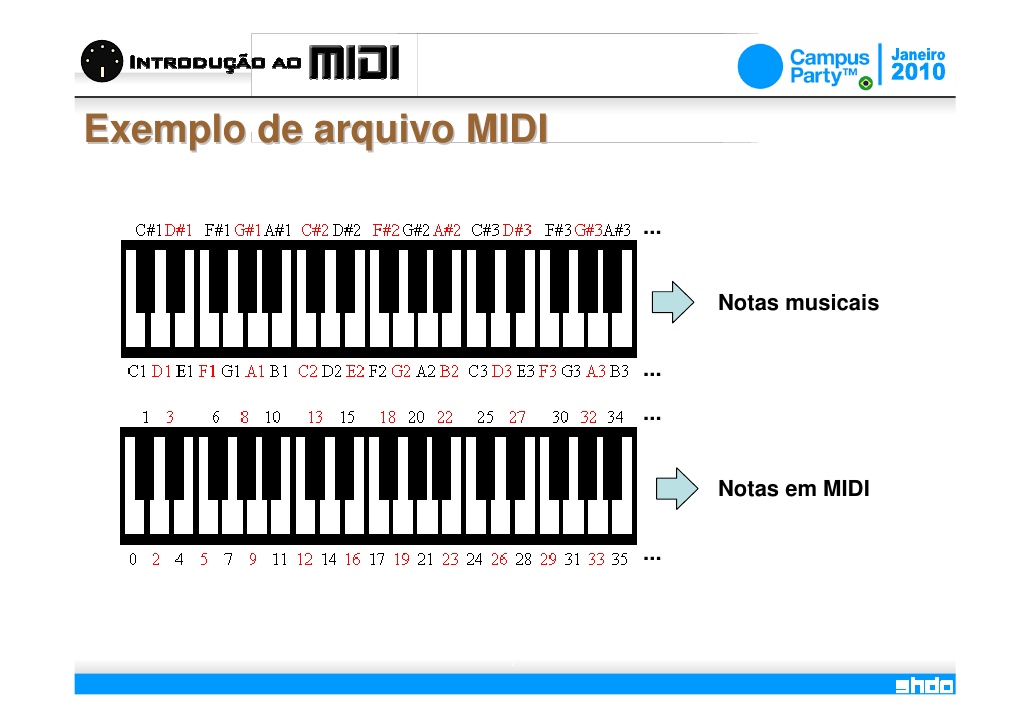 INTRODUÇÃO AO MIDI
Campus Party™
Janeiro 2010
Exemplo de arquivo MIDI
C#1 D#1 F#1 G#1 A#1 C#2 D#2 F#2 G#2 A#2 C#3 D#3 F#3 G#3 A#3 ...
Notas musicais
C1 D1 E1 F1 G1 A1 B1 C2 D2 E2 F2 G2 A2 B2 C3 D3 E3 F3 G3 A3 B3 ...
1 3 6 8 10 13 15 18 20 22 25 27 30 32 34 ...
Notas em MIDI
0 2 4 5 7 9 11 12 14 16 17 19 21 23 24 26 28 29 31 33 35 ...
ghdo